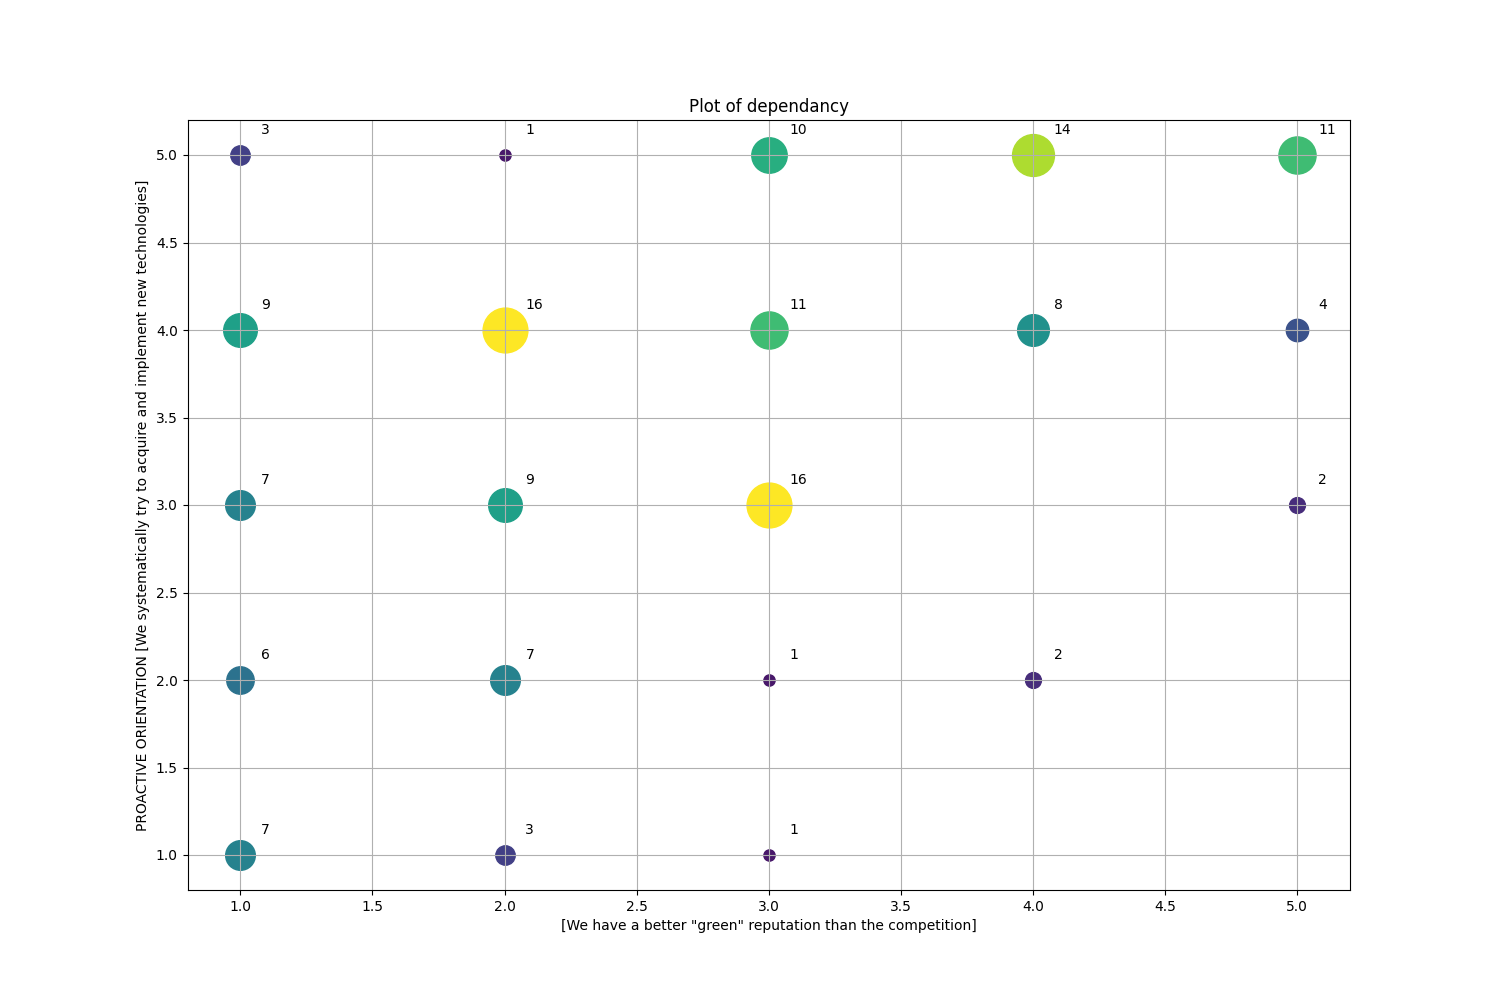 Plot of dependancy
3 1 10 14 11
5.0
4.5
9 16 11 8 4
4.0
3.5
7 9 16 2
3.0
2.5
6 7 1 2
2.0
1.5
7 3 1
1.0
PROACTIVE ORIENTATION [We systematically try to acquire and implement new technologies]
1.0 1.5 2.0 2.5 3.0 3.5 4.0 4.5 5.0
[We have a better "green" reputation than the competition]